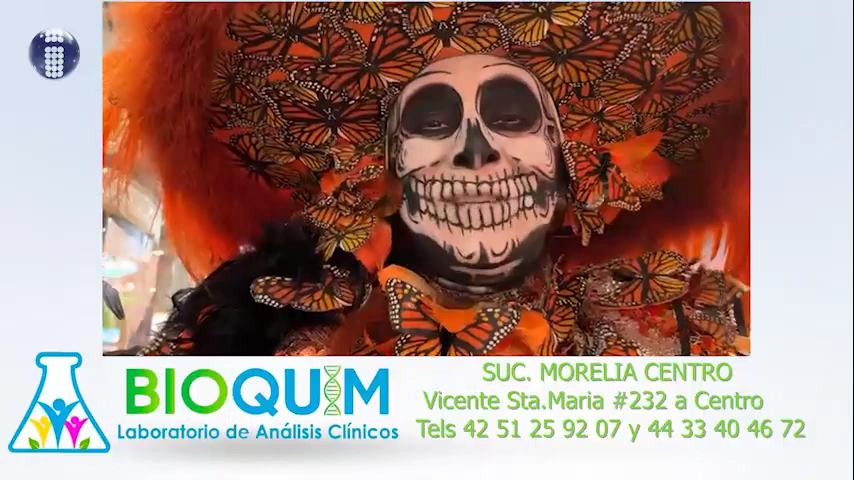 BIOQUIM
Laboratorio de Análisis Clínicos
SUC. MORELIA CENTRO
Vicente Sta.Maria #232 a Centro
Tels 42 51 25 92 07 y 44 33 40 46 72